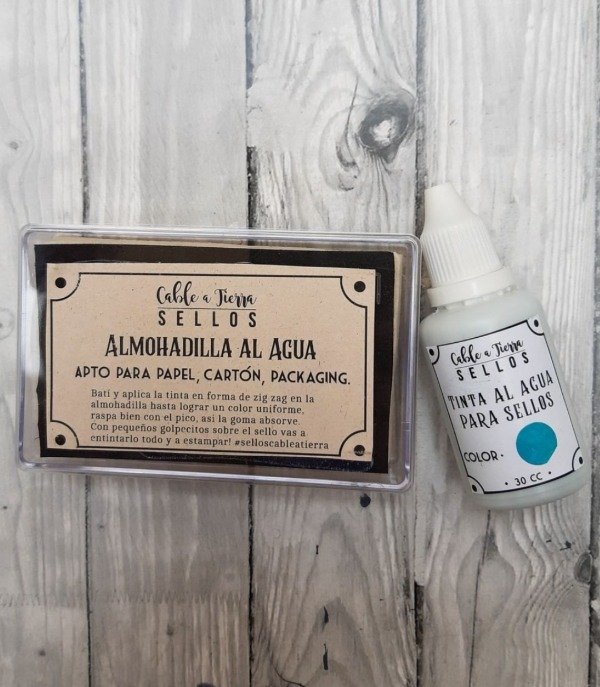 Cable a Tierra
SELLOS
ALMOHADILLA AL AGUA
APTO PARA PAPEL, CARTÓN, PACKAGING.
Batí y aplica la tinta en forma de zig zag en la
almohadilla hasta lograr un color uniforme,
raspa bien con el pico, asi la goma absorve.
Con pequeños golpecitos sobre el sello vas a
entintarlo todo y a estampar! #selloscableatierra
Cable a Tierra
SELLOS
TINTA AL AGUA
PARA SELLOS
COLOR·
· 30 CC ·